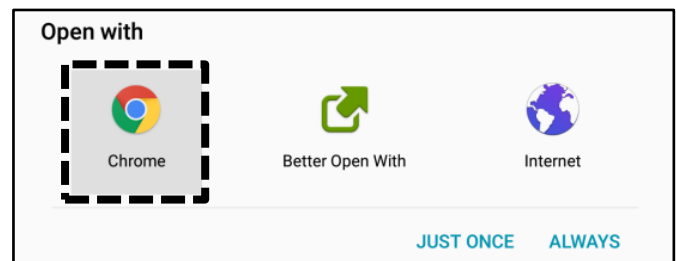 Open with
Chrome
Better Open With
Internet
JUST ONCE
ALWAYS